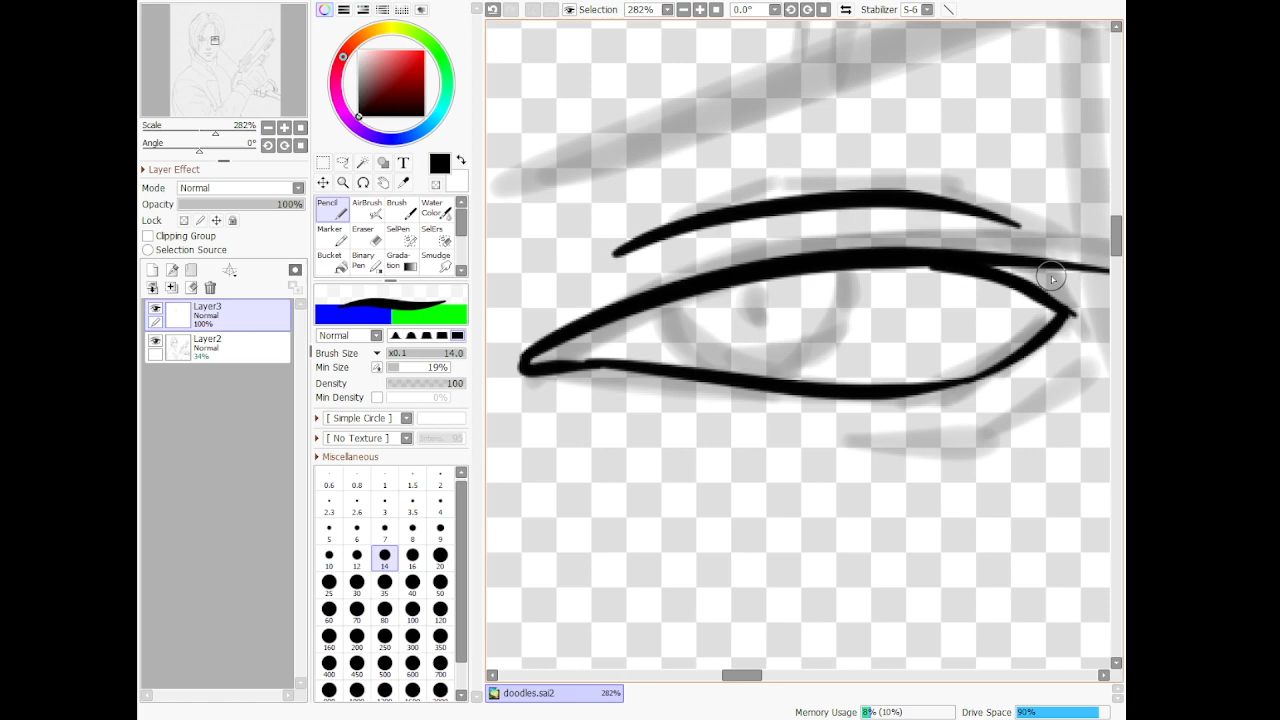 Selection 282% 0.0° Stabilizer S-6
Scale 282%
Angle 0°
Layer Effect
Mode Normal
Opacity 100%
Lock
Clipping Group
Selection Source
Layer3
Normal
100%
Layer2
Normal
34%
T
Pencil AirBrush Brush Water Color
Marker Eraser SelPen SelErs
Bucket Binary Pen Grada-tion Smudge
Normal
Brush Size x0.1 14.0
Min Size 19%
Density 100
Min Density 0%
[ Simple Circle ]
[ No Texture ] Intens. 95
Miscellaneous
0.6 0.8 1 1.5 2
2.3 2.6 3 3.5 4
5 6 7 8 9
10 12 14 16 20
25 30 35 40 50
60 70 80 100 120
160 200 250 300 350
400 450 500 600 700
doodles.sai2 282%
Memory Usage 8% (10%) Drive Space 90%